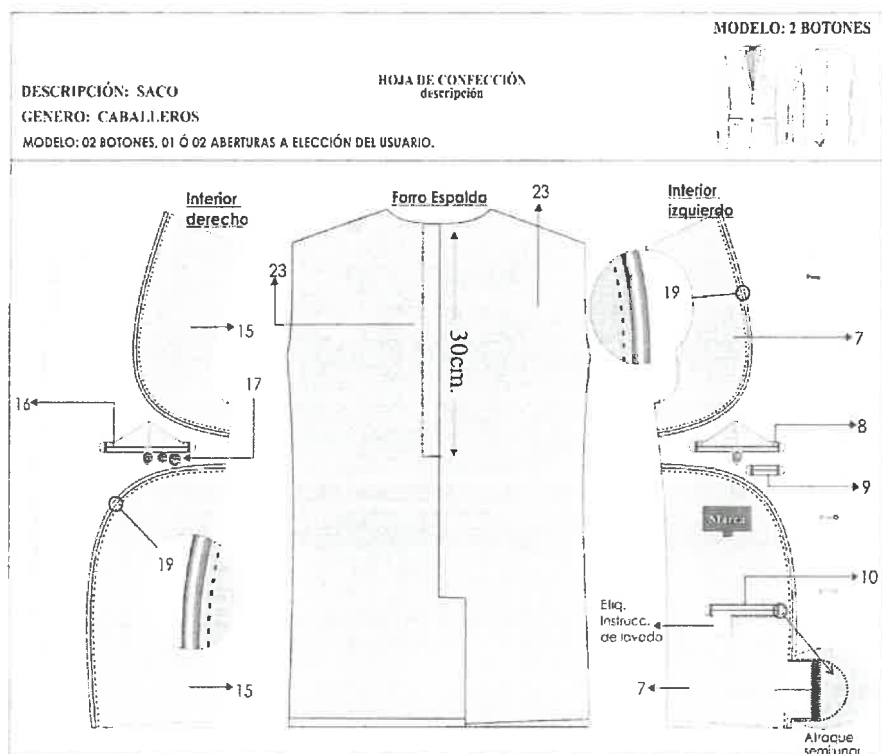 MODELO: 2 BOTONES
HOJA DE CONFECCIÓN
descripción
DESCRIPCIÓN: SACO
GENERO: CABALLEROS
MODELO: 02 BOTONES, 01 Ó 02 ABERTURAS A ELECCIÓN DEL USUARIO.
Interior
derecho
Forro Espalda
23
Interior
izquierdo
23
19
15
7
30cm.
17
16
8
9
Marca
19
10
Etiq.
Instrucc.
de lavado
15
7
Atraque
semilunar